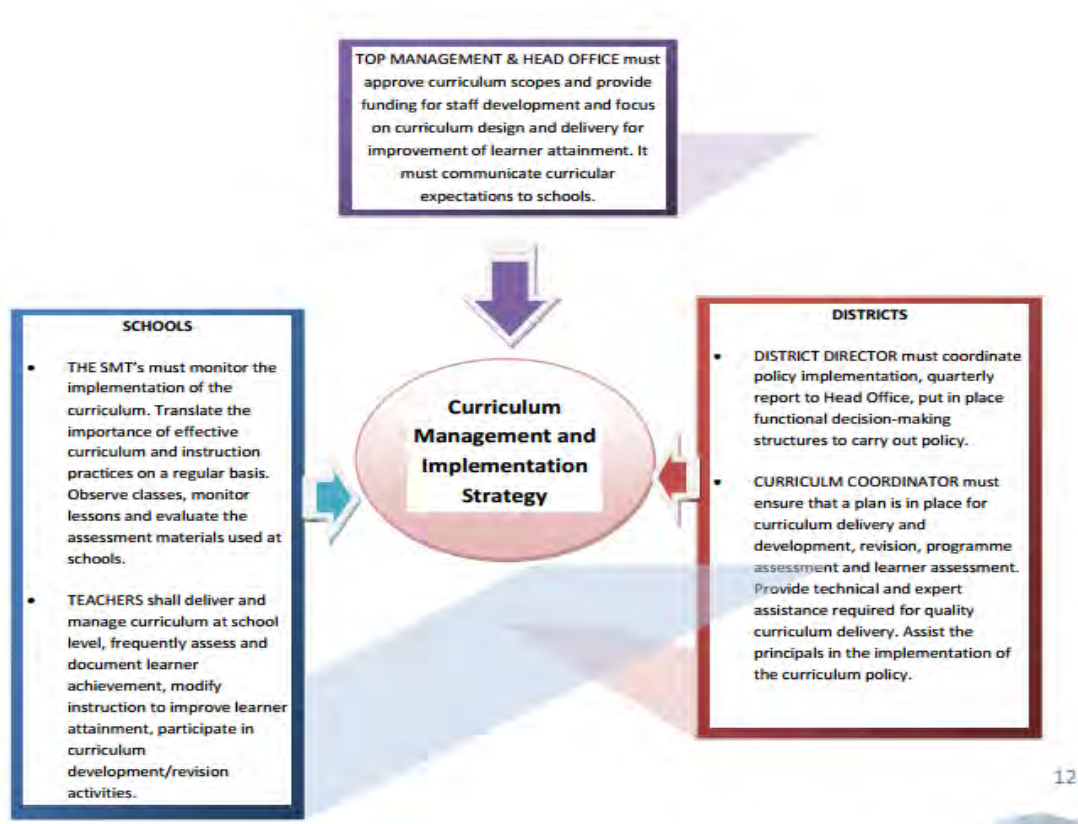 TOP MANAGEMENT & HEAD OFFICE must
approve curriculum scopes and provide
funding for staff development and focus
on curriculum design and delivery for
improvement of learner attainment. It
must communicate curricular
expectations to schools.
SCHOOLS
• THE SMT's must monitor the
implementation of the
curriculum. Translate the
importance of effective
curriculum and instruction
practices on a regular basis.
Observe classes, monitor
lessons and evaluate the
assessment materials used at
schools.
• TEACHERS shall deliver and
manage curriculum at school
level, frequently assess and
document learner
achievement, modify
instruction to improve learner
attainment, participate in
curriculum
development/revision
activities.
Curriculum
Management and
Implementation
Strategy
DISTRICTS
• DISTRICT DIRECTOR must coordinate
policy implementation, quarterly
report to Head Office, put in place
functional decision-making
structures to carry out policy.
• CURRICULM COORDINATOR must
ensure that a plan is in place for
curriculum delivery and
development, revision, programme
assessment and learner assessment.
Provide technical and expert
assistance required for quality
curriculum delivery. Assist the
principals in the implementation of
the curriculum policy.
12